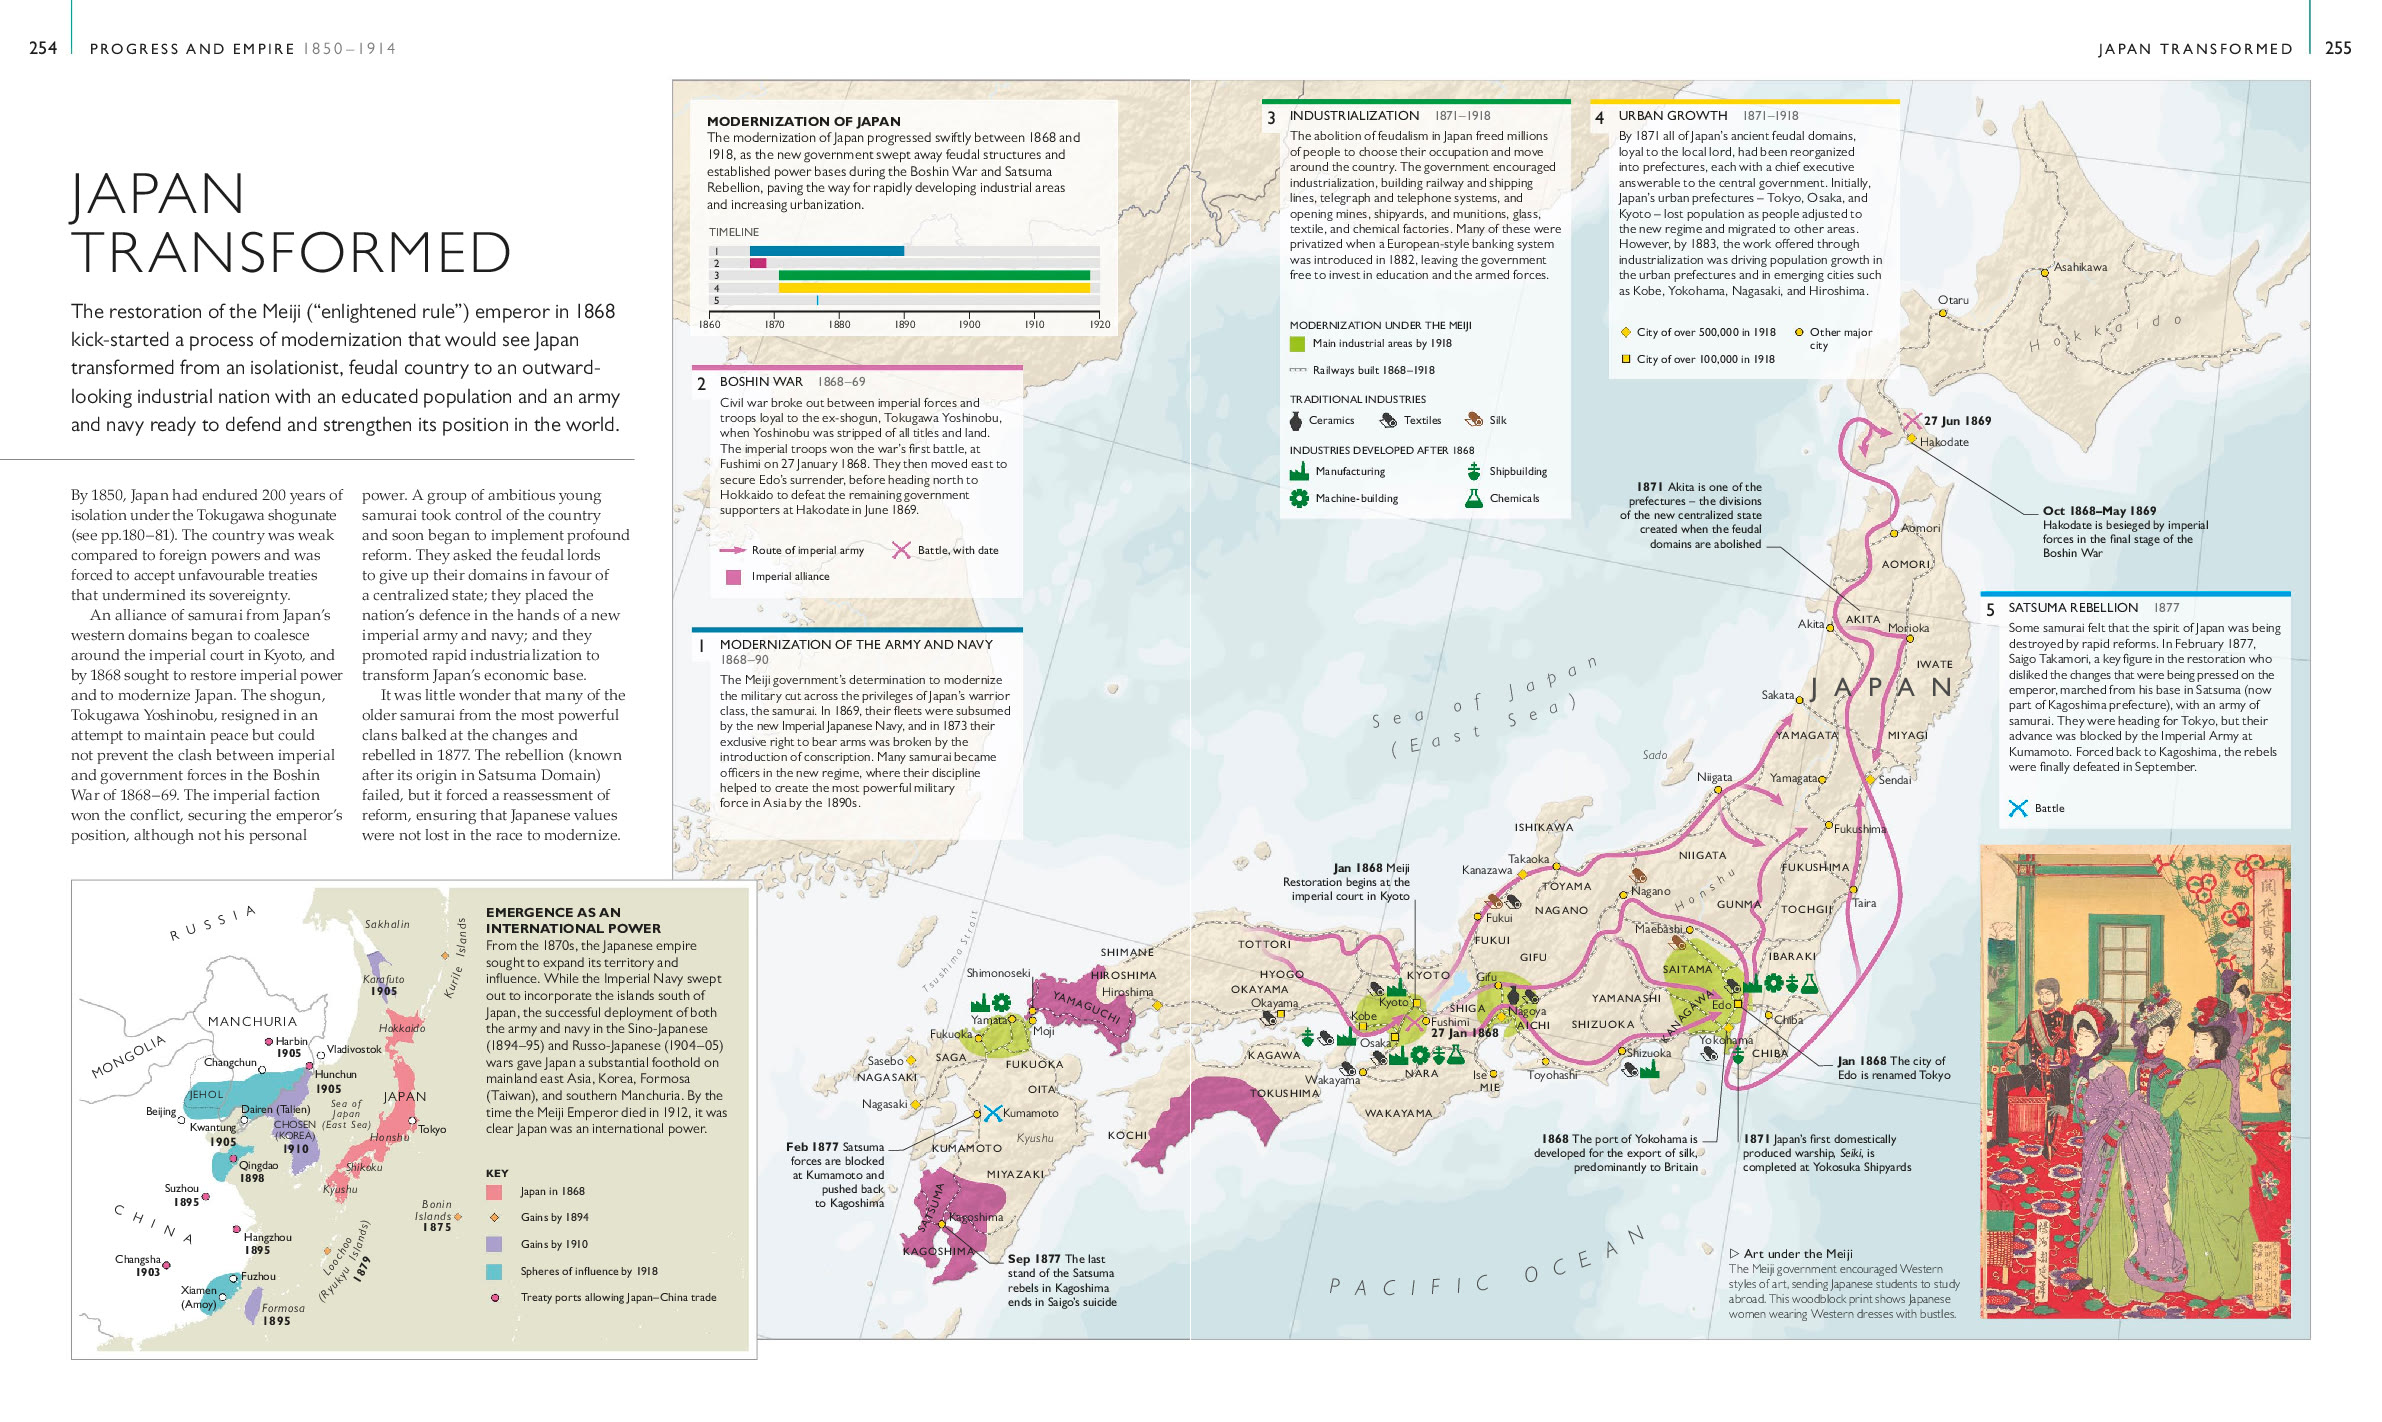 254
PROGRESS AND EMPIRE 1850–1914
JAPAN TRANSFORMED
255
JAPAN
TRANSFORMED
The restoration of the Meiji (“enlightened rule”) emperor in 1868
kick-started a process of modernization that would see Japan
transformed from an isolationist, feudal country to an outward-
looking industrial nation with an educated population and an army
and navy ready to defend and strengthen its position in the world.
By 1850, Japan had endured 200 years of
isolation under the Tokugawa shogunate
(see pp.180–81). The country was weak
compared to foreign powers and was
forced to accept unfavourable treaties
that undermined its sovereignty.
An alliance of samurai from Japan’s
western domains began to coalesce
around the imperial court in Kyoto, and
by 1868 sought to restore imperial power
and to modernize Japan. The shogun,
Tokugawa Yoshinobu, resigned in an
attempt to maintain peace but could
not prevent the clash between imperial
and government forces in the Boshin
War of 1868–69. The imperial faction
won the conflict, securing the emperor’s
position, although not his personal
power. A group of ambitious young
samurai took control of the country
and soon began to implement profound
reform. They asked the feudal lords
to give up their domains in favour of
a centralized state; they placed the
nation’s defence in the hands of a new
imperial army and navy; and they
promoted rapid industrialization to
transform Japan’s economic base.
It was little wonder that many of the
older samurai from the most powerful
clans balked at the changes and
rebelled in 1877. The rebellion (known
after its origin in Satsuma Domain)
failed, but it forced a reassessment of
reform, ensuring that Japanese values
were not lost in the race to modernize.
MODERNIZATION OF JAPAN
The modernization of Japan progressed swiftly between 1868 and
1918, as the new government swept away feudal structures and
established power bases during the Boshin War and Satsuma
Rebellion, paving the way for rapidly developing industrial areas
and increasing urbanization.
TIMELINE
1
2
3
4
5
1860 1870 1880 1890 1900 1910 1920
2 BOSHIN WAR 1868–69
Civil war broke out between imperial forces and
troops loyal to the ex-shogun, Tokugawa Yoshinobu,
when Yoshinobu was stripped of all titles and land.
The imperial troops won the war’s first battle, at
Fushimi on 27 January 1868. They then moved east to
secure Edo’s surrender, before heading north to
Hokkaido to defeat the remaining government
supporters at Hakodate in June 1869.
Route of imperial army
Battle, with date
Imperial alliance
1 MODERNIZATION OF THE ARMY AND NAVY
1868–90
The Meiji government’s determination to modernize
the military cut across the privileges of Japan’s warrior
class, the samurai. In 1869, their fleets were subsumed
by the new Imperial Japanese Navy, and in 1873 their
exclusive right to bear arms was broken by the
introduction of conscription. Many samurai became
officers in the new regime, where their discipline
helped to create the most powerful military
force in Asia by the 1890s.
3 INDUSTRIALIZATION 1871–1918
The abolition of feudalism in Japan freed millions
of people to choose their occupation and move
around the country. The government encouraged
industrialization, building railway and shipping
lines, telegraph and telephone systems, and
opening mines, shipyards, and munitions, glass,
textile, and chemical factories. Many of these were
privatized when a European-style banking system
was introduced in 1882, leaving the government
free to invest in education and the armed forces.
MODERNIZATION UNDER THE MEIJI
Main industrial areas by 1918
Railways built 1868–1918
TRADITIONAL INDUSTRIES
Ceramics
Textiles
Silk
INDUSTRIES DEVELOPED AFTER 1868
Manufacturing
Shipbuilding
Machine-building
Chemicals
4 URBAN GROWTH 1871–1918
By 1871 all of Japan’s ancient feudal domains,
loyal to the local lord, had been reorganized
into prefectures, each with a chief executive
answerable to the central government. Initially,
Japan’s urban prefectures – Tokyo, Osaka, and
Kyoto – lost population as people adjusted to
the new regime and migrated to other areas.
However, by 1883, the work offered through
industrialization was driving population growth in
the urban prefectures and in emerging cities such
as Kobe, Yokohama, Nagasaki, and Hiroshima.
City of over 500,000 in 1918
Other major
city
City of over 100,000 in 1918
5 SATSUMA REBELLION 1877
Some samurai felt that the spirit of Japan was being
destroyed by rapid reforms. In February 1877,
Saigo Takamori, a key figure in the restoration who
disliked the changes that were being pressed on the
emperor, marched from his base in Satsuma (now
part of Kagoshima prefecture), with an army of
samurai. They were heading for Tokyo, but their
advance was blocked by the Imperial Army at
Kumamoto. Forced back to Kagoshima, the rebels
were finally defeated in September.
Battle
Asahikawa
Otaru
Hokkaido
27 Jun 1869
Hakodate
1871 Akita is one of the
prefectures – the divisions
of the new centralized state
created when the feudal
domains are abolished
Oct 1868–May 1869
Hakodate is besieged by imperial
forces in the final stage of the
Boshin War
Aomori
AOMORI
Akita
AKITA
Morioka
IWATE
JAPAN
Sakata
YAMAGATA
MIYAGI
Sado
Niigata
Yamagata
Sendai
Fukushima
Sea of Japan
(East Sea)
ISHIKAWA
NIIGATA
FUKUSHIMA
Takaoka
Kanazawa
TOYAMA
Nagano
Honshu
GUNMA
TOCHGII
Taira
Jan 1868 Meiji
Restoration begins at the
imperial court in Kyoto
NAGANO
Fukui
FUKUI
Maebashi
GIFU
SAITAMA
IBARAKI
Tsushima Strait
SHIMANE
TOTTORI
HIROSHIMA
Hiroshima
HYOGO
OKAYAMA
Okayama
KYOTO
Kyoto
Gifu
YAMANASHI
KANAGAWA
Edo
Chiba
Shimonoseki
YAMAGUCHI
Yamata
Moji
Fukuoka
Kobe
SHIGA
Fushimi
27 Jan 1868
Nagoya
AICHI
SHIZUOKA
Yokohama
CHIBA
Osaka
Sasebo
SAGA
NAGASAKI
FUKUOKA
OITA
KAGAWA
TOKUSHIMA
Wakayama
NARA
Ise
MIE
Toyohashi
Shizuoka
Jan 1868 The city of
Edo is renamed Tokyo
Nagasaki
Kumamoto
Kyushu
KUMAMOTO
MIYAZAKI
KOCHI
WAKAYAMA
Feb 1877 Satsuma
forces are blocked
at Kumamoto and
pushed back
to Kagoshima
1868 The port of Yokohama is
developed for the export of silk,
predominantly to Britain
1871 Japan’s first domestically
produced warship, Seiki, is
completed at Yokosuka Shipyards
SATSUMA
Kagoshima
KAGOSHIMA
Sep 1877 The last
stand of the Satsuma
rebels in Kagoshima
ends in Saigo’s suicide
PACIFIC OCEAN
▷ Art under the Meiji
The Meiji government encouraged Western
styles of art, sending Japanese students to study
abroad. This woodblock print shows Japanese
women wearing Western dresses with bustles.
EMERGENCE AS AN
INTERNATIONAL POWER
From the 1870s, the Japanese empire
sought to expand its territory and
influence. While the Imperial Navy swept
out to incorporate the islands south of
Japan, the successful deployment of both
the army and navy in the Sino-Japanese
(1894–95) and Russo-Japanese (1904–05)
wars gave Japan a substantial foothold on
mainland east Asia, Korea, Formosa
(Taiwan), and southern Manchuria. By the
time the Meiji Emperor died in 1912, it was
clear Japan was an international power.
KEY
Japan in 1868
Gains by 1894
Gains by 1910
Spheres of influence by 1918
Treaty ports allowing Japan–China trade
RUSSIA
Sakhalin
Kurile Islands
Karafuto
1905
MANCHURIA
Hokkaido
MONGOLIA
Harbin
1905
Vladivostok
Changchun
Hunchun
1905
JEHOL
Sea of
Japan
(East Sea)
JAPAN
Beijing
Dairen (Talien)
Kwantung
1905
CHOSEN
(KOREA)
1910
Honshu
Tokyo
Qingdao
1898
Shikoku
Kyushu
Suzhou
1895
CHINA
Bonin
Islands
1875
Hangzhou
1895
Changsha
1903
Loochoo
(Ryukyu Islands)
1879
Fuzhou
Xiamen
(Amoy)
Formosa
1895